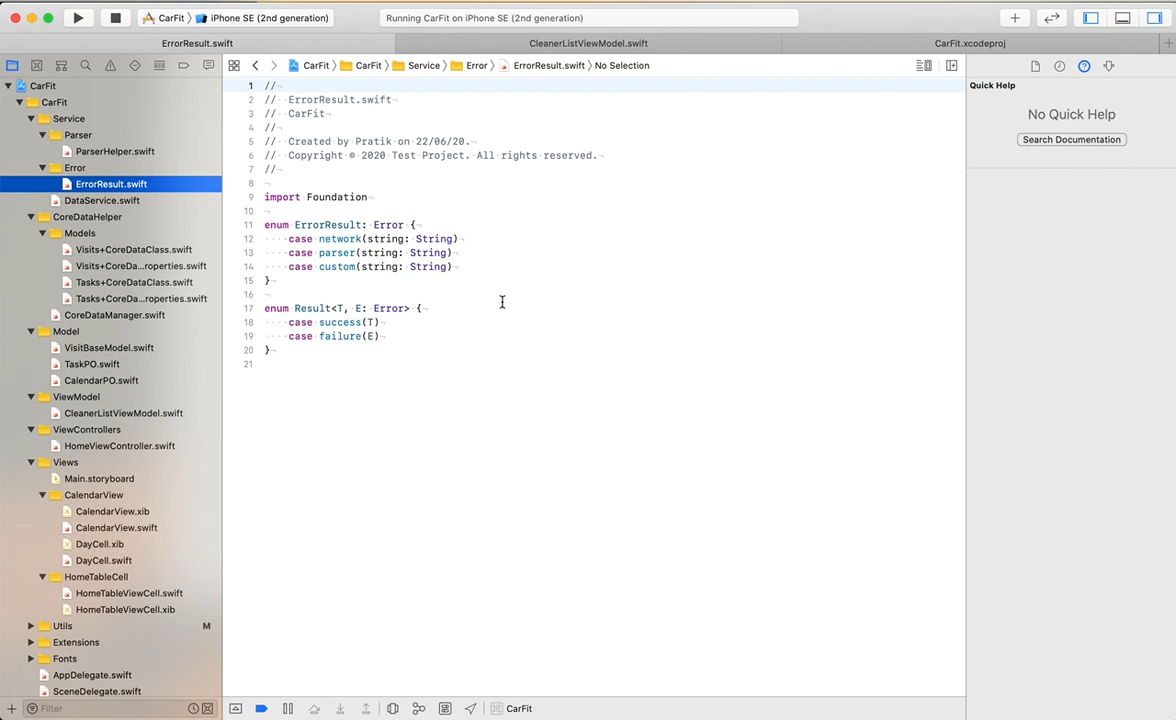 CarFit › iPhone SE (2nd generation)
Running CarFit on iPhone SE (2nd generation)
ErrorResult.swift
CleanerListViewModel.swift
CarFit.xcodeproj
CarFit
CarFit
Service
Parser
ParserHelper.swift
Error
ErrorResult.swift
DataService.swift
CoreDataHelper
Models
Visits+CoreDataClass.swift
Visits+CoreDa...roperties.swift
Tasks+CoreDataClass.swift
Tasks+CoreDa...roperties.swift
CoreDataManager.swift
Model
VisitBaseModel.swift
TaskPO.swift
CalendarPO.swift
ViewModel
CleanerListViewModel.swift
ViewControllers
HomeViewController.swift
Views
Main.storyboard
CalendarView
CalendarView.xib
CalendarView.swift
DayCell.xib
DayCell.swift
HomeTableCell
HomeTableViewCell.swift
HomeTableViewCell.xib
Utils M
Extensions
Fonts
AppDelegate.swift
SceneDelegate.swift
Filter
CarFit › CarFit › Service › Error › ErrorResult.swift › No Selection
1 //
2 // ErrorResult.swift
3 // CarFit
4 //
5 // Created by Pratik on 22/06/20.
6 // Copyright © 2020 Test Project. All rights reserved.
7 //
8
9 import Foundation
10
11 enum ErrorResult: Error {
12 case network(string: String)
13 case parser(string: String)
14 case custom(string: String)
15 }
16
17 enum Result<T, E: Error> {
18 case success(T)
19 case failure(E)
20 }
21
CarFit
Quick Help
No Quick Help
Search Documentation